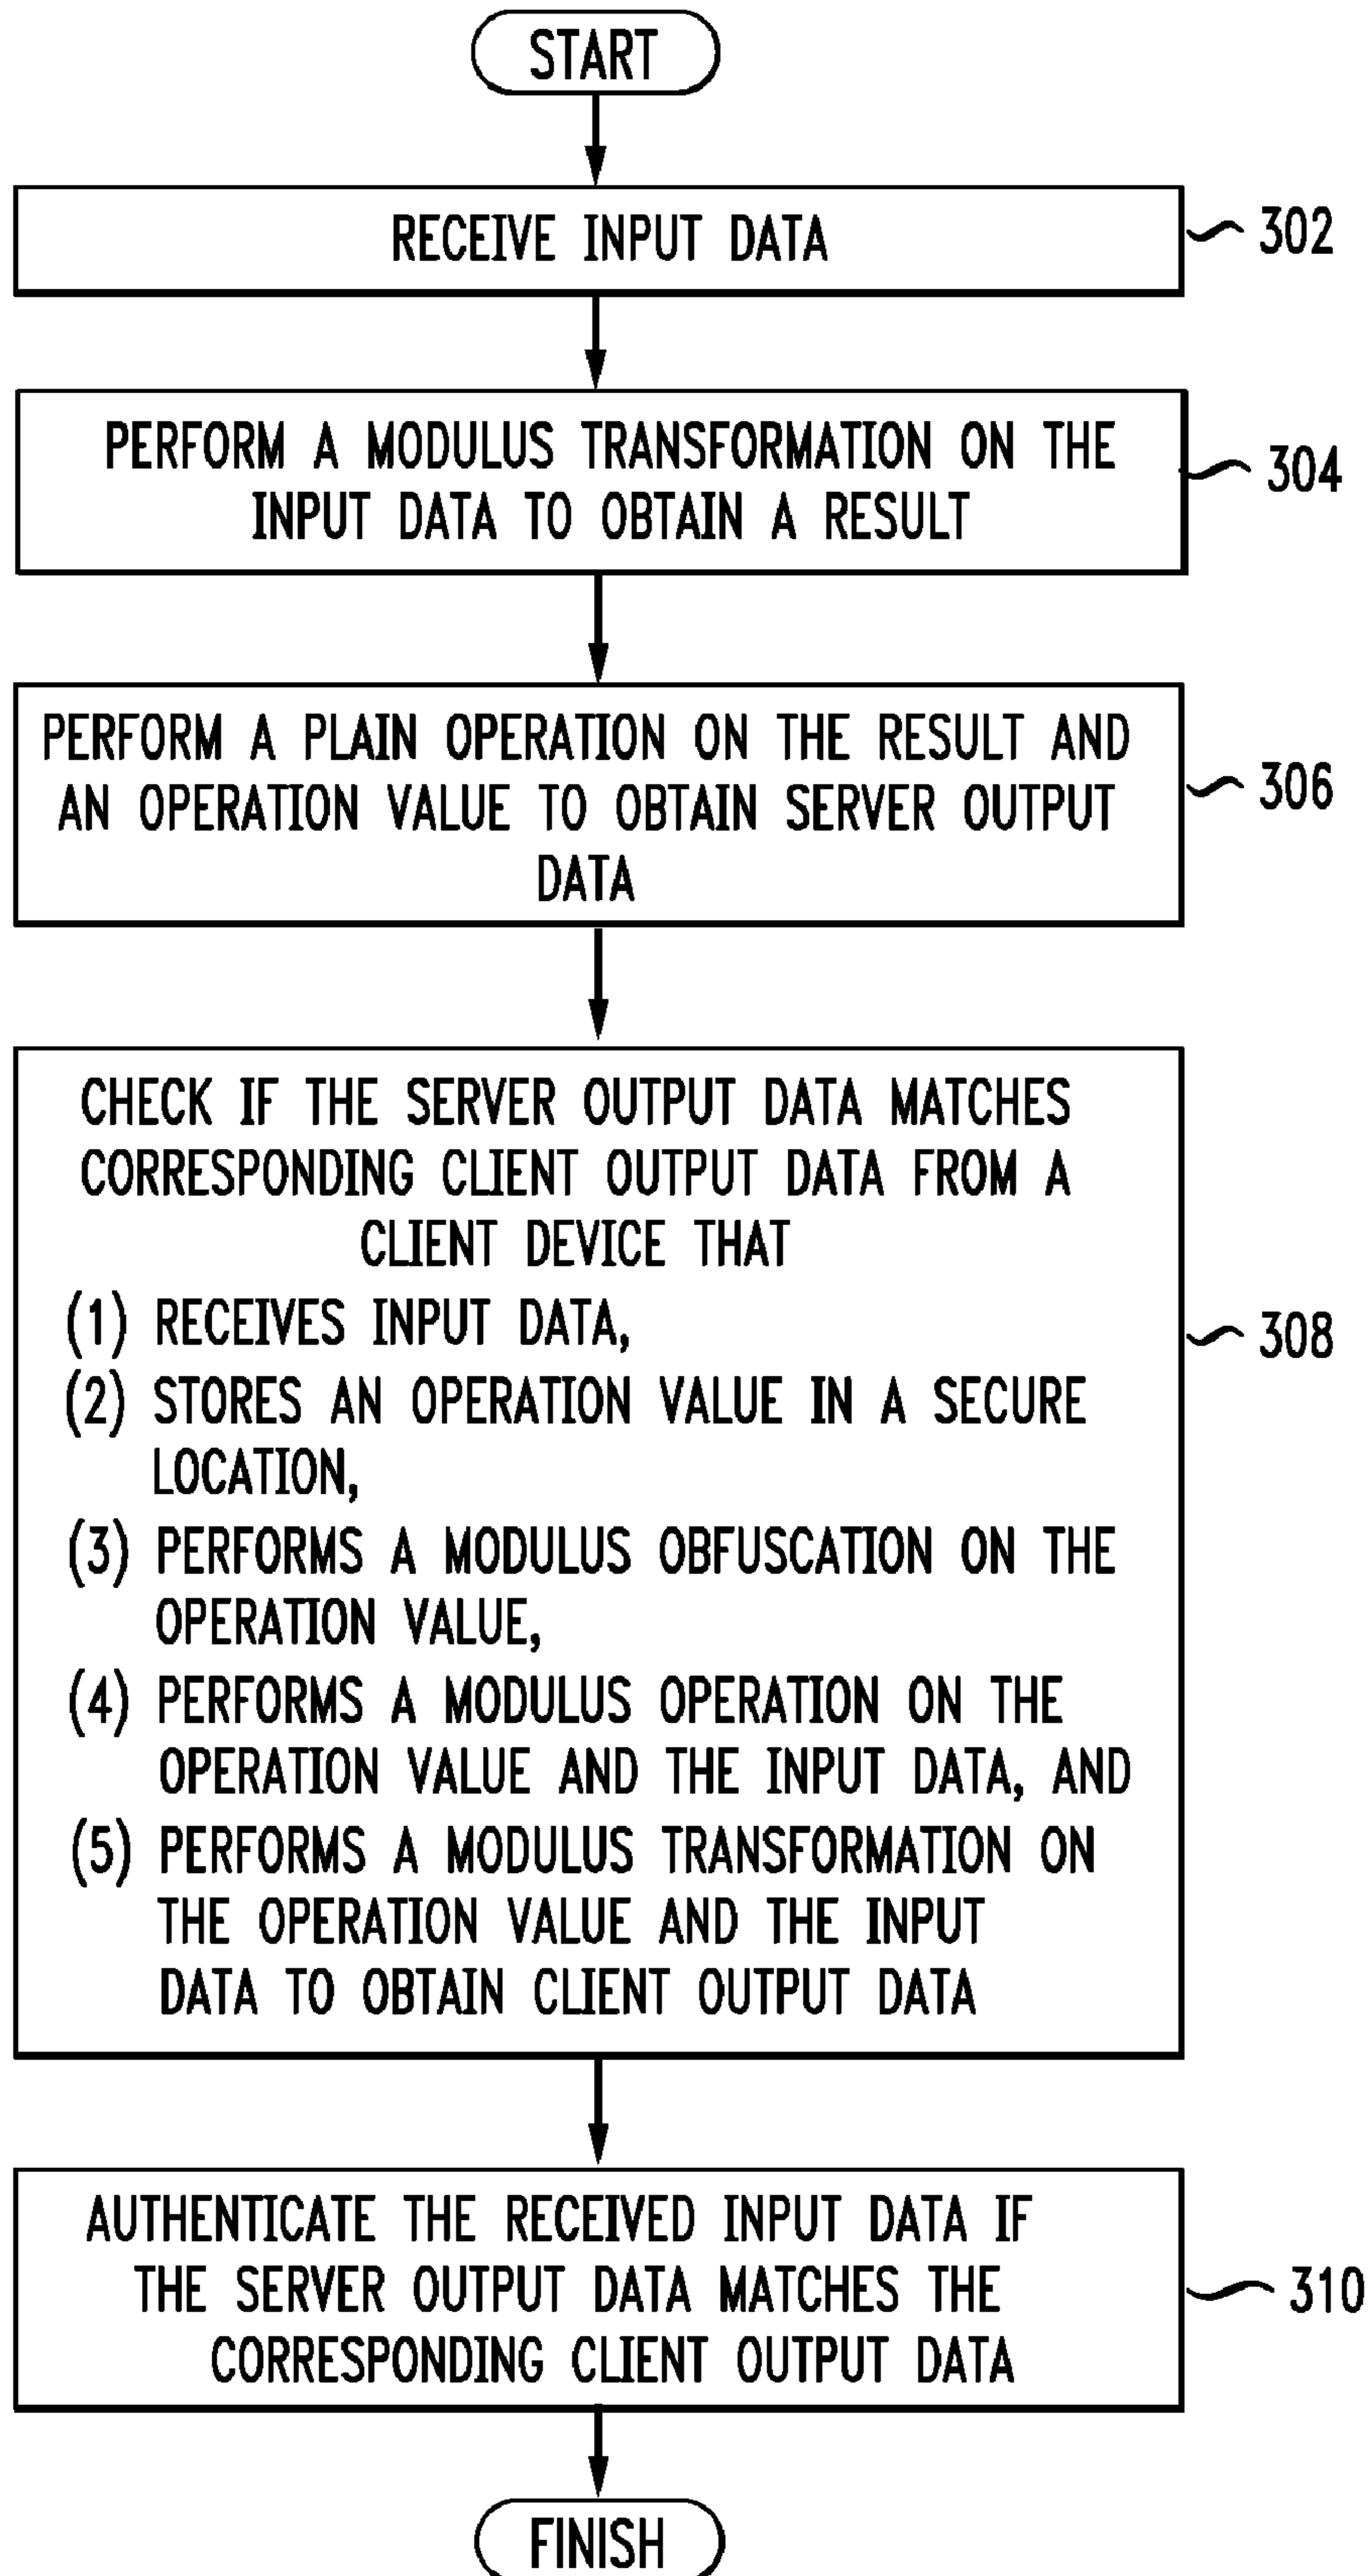 START
RECEIVE INPUT DATA
302
PERFORM A MODULUS TRANSFORMATION ON THE
INPUT DATA TO OBTAIN A RESULT
304
PERFORM A PLAIN OPERATION ON THE RESULT AND
AN OPERATION VALUE TO OBTAIN SERVER OUTPUT
DATA
306
CHECK IF THE SERVER OUTPUT DATA MATCHES
CORRESPONDING CLIENT OUTPUT DATA FROM A
CLIENT DEVICE THAT
(1) RECEIVES INPUT DATA,
(2) STORES AN OPERATION VALUE IN A SECURE
LOCATION,
(3) PERFORMS A MODULUS OBFUSCATION ON THE
OPERATION VALUE,
(4) PERFORMS A MODULUS OPERATION ON THE
OPERATION VALUE AND THE INPUT DATA, AND
(5) PERFORMS A MODULUS TRANSFORMATION ON
THE OPERATION VALUE AND THE INPUT
DATA TO OBTAIN CLIENT OUTPUT DATA
308
AUTHENTICATE THE RECEIVED INPUT DATA IF
THE SERVER OUTPUT DATA MATCHES THE
CORRESPONDING CLIENT OUTPUT DATA
310
FINISH